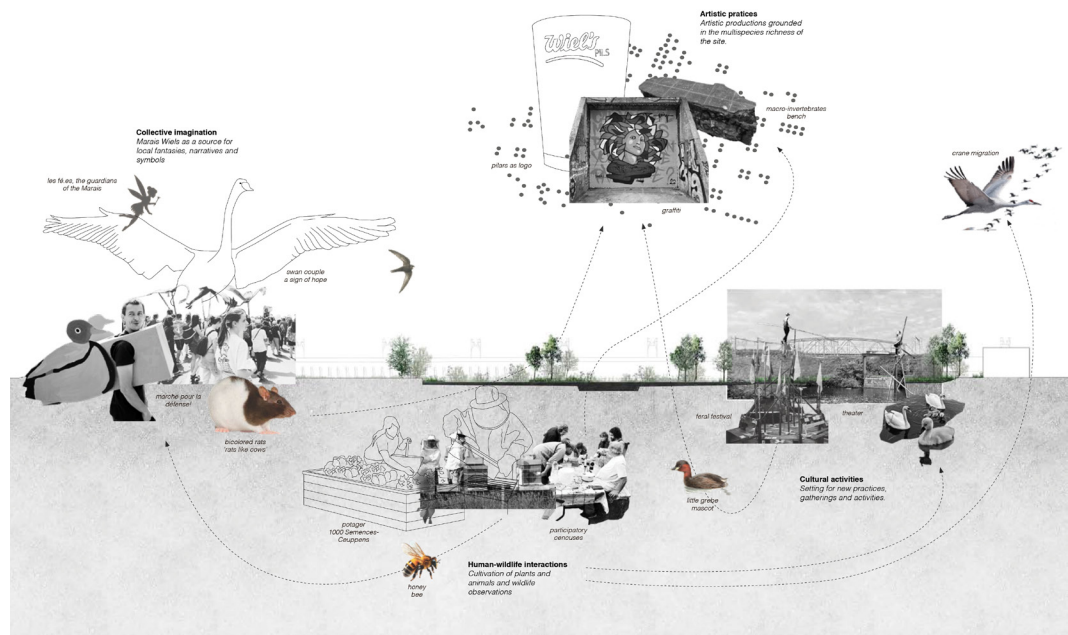 Artistic pratices
Artistic productions grounded
in the multispecies richness of
the site.
Wiel's
PILS
macro-invertebrates
bench
pilars as logo
graffiti
crane migration
Collective imagination
Marais Wiels as a source for
local fantasies, narratives and
symbols
les fé.es, the guardians
of the Marais
swan couple
a sign of hope
marche pour la
défense!
bicolored rats
'rats like cows'
feral festival
theater
Cultural activities
Setting for new practices,
gatherings and activities.
little grebe
mascot
potager
1000 Semences-
Ceuppens
participatory
Human-wildlife interactions
Cultivation of plants and
animals and wildlife
observations
honey
bee